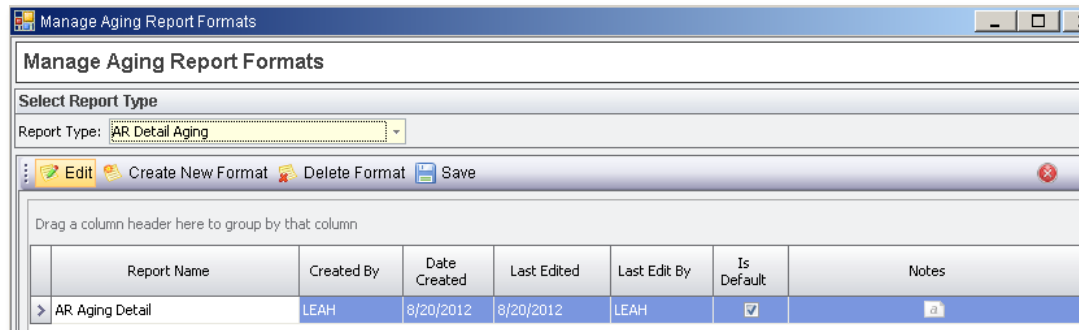 Manage Aging Report Formats
Manage Aging Report Formats
Select Report Type
Report Type: AR Detail Aging
Edit Create New Format Delete Format Save
Drag a column header here to group by that column
Report Name Created By Date Created Last Edited Last Edit By Is Default Notes
AR Aging Detail LEAH 8/20/2012 8/20/2012 LEAH a